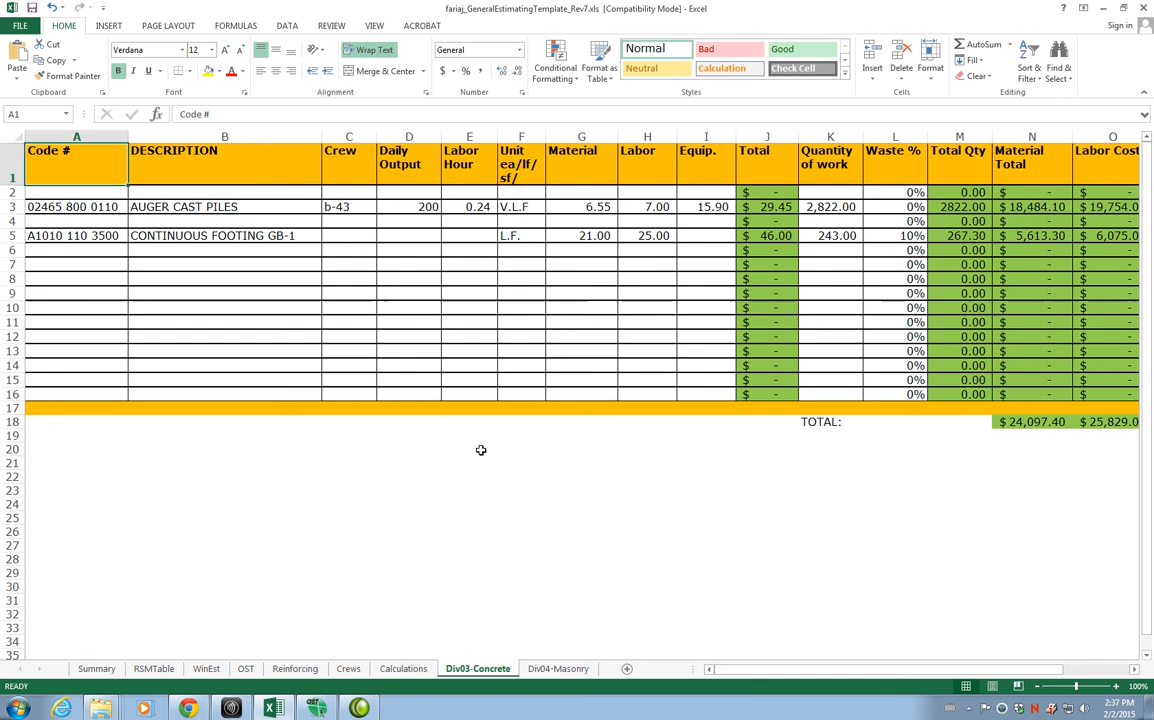 fariaj_GeneralEstimatingTemplate_Rev7.xls [Compatibility Mode] - Excel
FILE HOME INSERT PAGE LAYOUT FORMULAS DATA REVIEW VIEW ACROBAT Sign in
Paste Cut Copy Format Painter Clipboard
Verdana 12 B I U Font
Wrap Text Merge & Center Alignment
General $ % , Number
Conditional Formatting Format as Table Normal Bad Good Neutral Calculation Check Cell Styles
Insert Delete Format Cells
AutoSum Fill Clear Sort & Filter Find & Select Editing
A1 fx Code #
A B C D E F G H I J K L M N O
1 Code # DESCRIPTION Crew Daily Output Labor Hour Unit ea/lf/sf/ Material Labor Equip. Total Quantity of work Waste % Total Qty Material Total Labor Cost
2 $ - 0% 0.00 $ - $ -
3 02465 800 0110 AUGER CAST PILES b-43 200 0.24 V.L.F 6.55 7.00 15.90 $ 29.45 2,822.00 0% 2822.00 $ 18,484.10 $ 19,754.0
4 $ - 0% 0.00 $ - $ -
5 A1010 110 3500 CONTINUOUS FOOTING GB-1 L.F. 21.00 25.00 $ 46.00 243.00 10% 267.30 $ 5,613.30 $ 6,075.0
6 $ - 0% 0.00 $ - $ -
7 $ - 0% 0.00 $ - $ -
8 $ - 0% 0.00 $ - $ -
9 $ - 0% 0.00 $ - $ -
10 $ - 0% 0.00 $ - $ -
11 $ - 0% 0.00 $ - $ -
12 $ - 0% 0.00 $ - $ -
13 $ - 0% 0.00 $ - $ -
14 $ - 0% 0.00 $ - $ -
15 $ - 0% 0.00 $ - $ -
16 $ - 0% 0.00 $ - $ -
17
18 TOTAL: $ 24,097.40 $ 25,829.0
19
20
21
22
23
24
25
26
27
28
29
30
31
32
33
34
35
Summary RSMTable WinEst OST Reinforcing Crews Calculations Div03-Concrete Div04-Masonry
READY 100%
OST 2:37 PM
2/2/2015